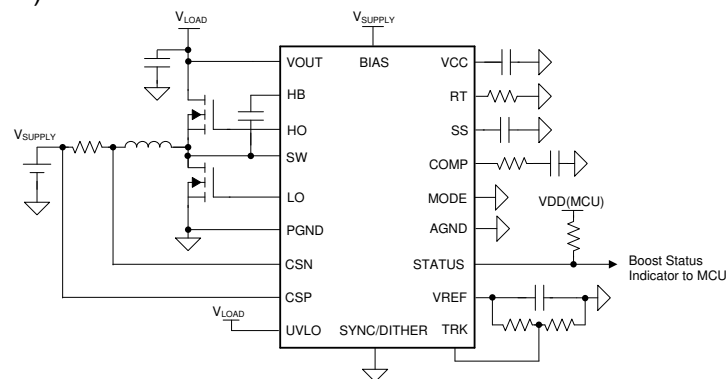 )
VLOAD
VSUPPLY
VOUT
BIAS
VCC
HB
RT
HO
SS
VSUPPLY
SW
COMP
LO
MODE
VDD(MCU)
PGND
AGND
CSN
STATUS
Boost Status
Indicator to MCU
CSP
VREF
VLOAD
UVLO
SYNC/DITHER
TRK